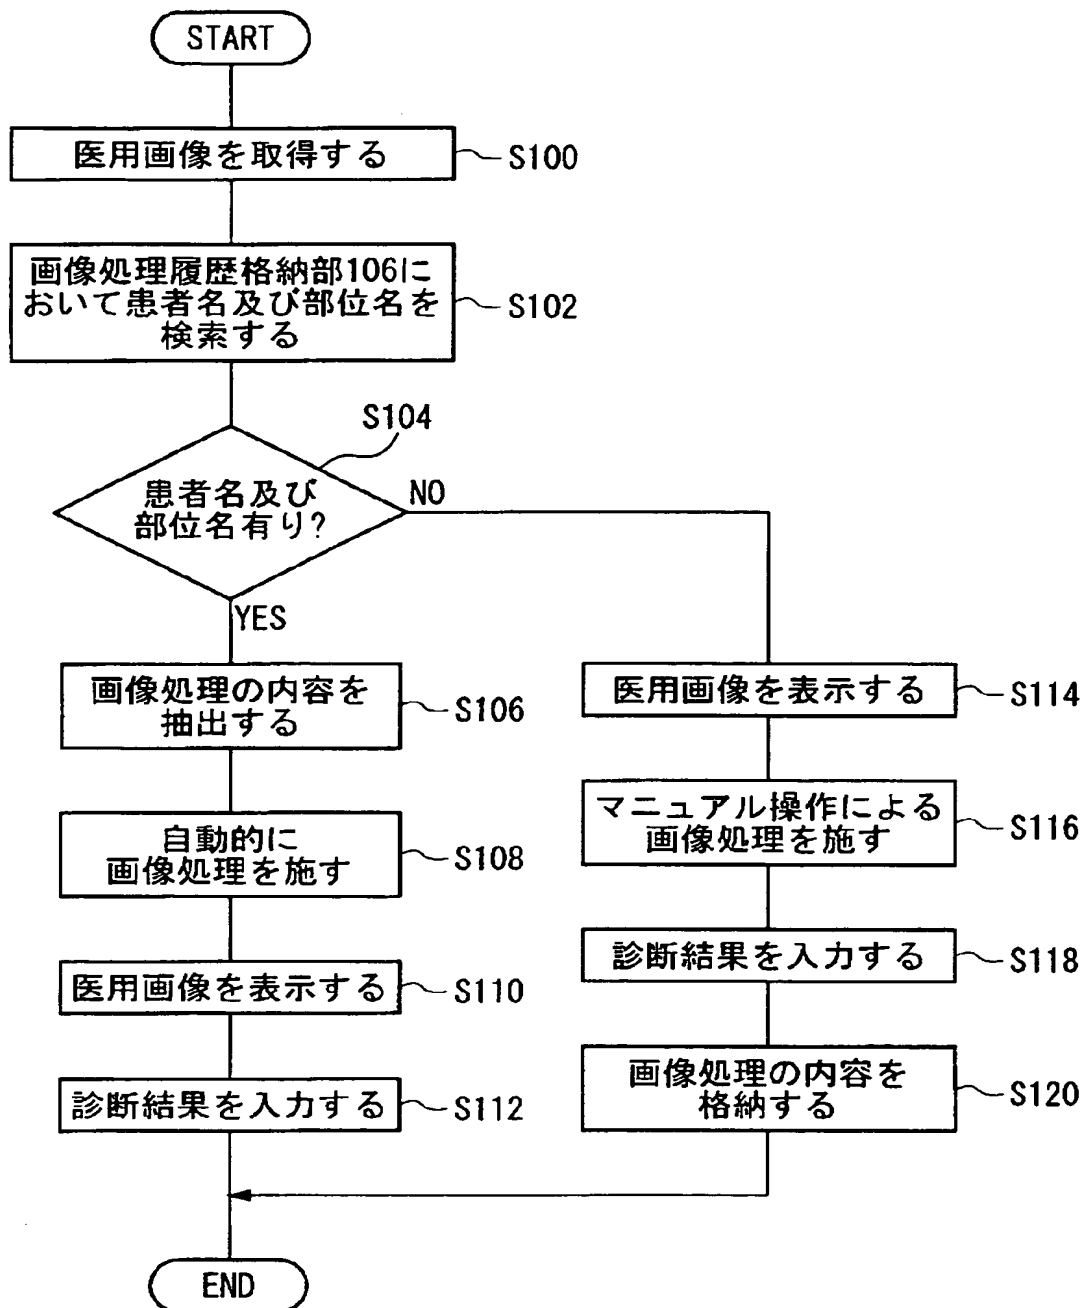 START
医用画像を取得する
S100
画像処理履歴格納部106に
おいて患者名及び部位名を
検索する
S102
S104
患者名及び
部位名有り?
NO
YES
画像処理の内容を
抽出する
S106
自動的に
画像処理を施す
S108
医用画像を表示する
S110
診断結果を入力する
S112
医用画像を表示する
S114
マニュアル操作による
画像処理を施す
S116
診断結果を入力する
S118
画像処理の内容を
格納する
S120
END